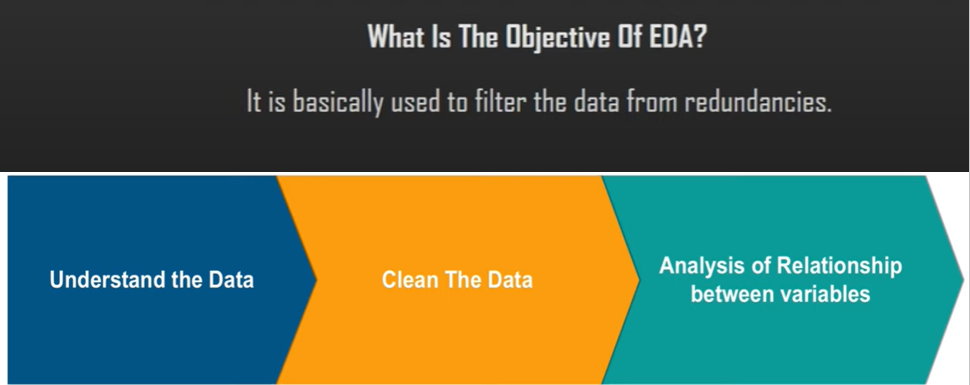 What Is The Objective Of EDA?
It is basically used to filter the data from redundancies.
Understand the Data
Clean The Data
Analysis of Relationship
between variables